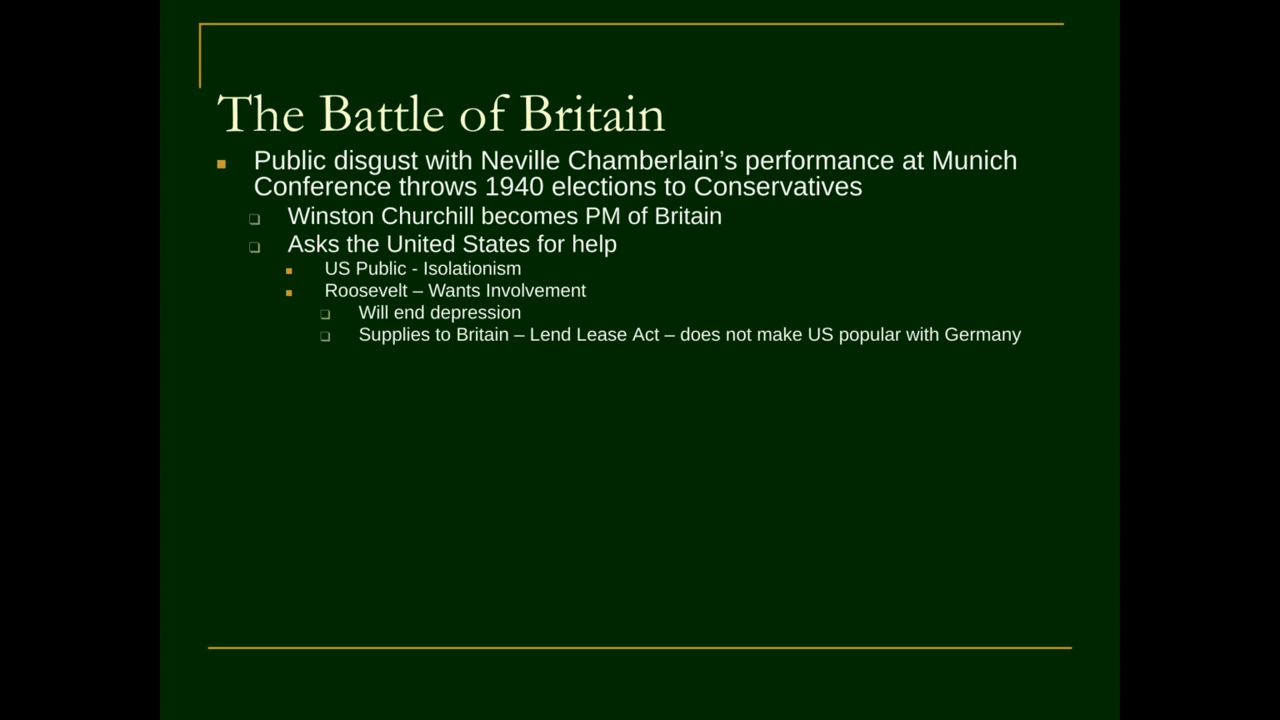 The Battle of Britain
Public disgust with Neville Chamberlain’s performance at Munich
Conference throws 1940 elections to Conservatives
Winston Churchill becomes PM of Britain
Asks the United States for help
US Public - Isolationism
Roosevelt – Wants Involvement
Will end depression
Supplies to Britain – Lend Lease Act – does not make US popular with Germany